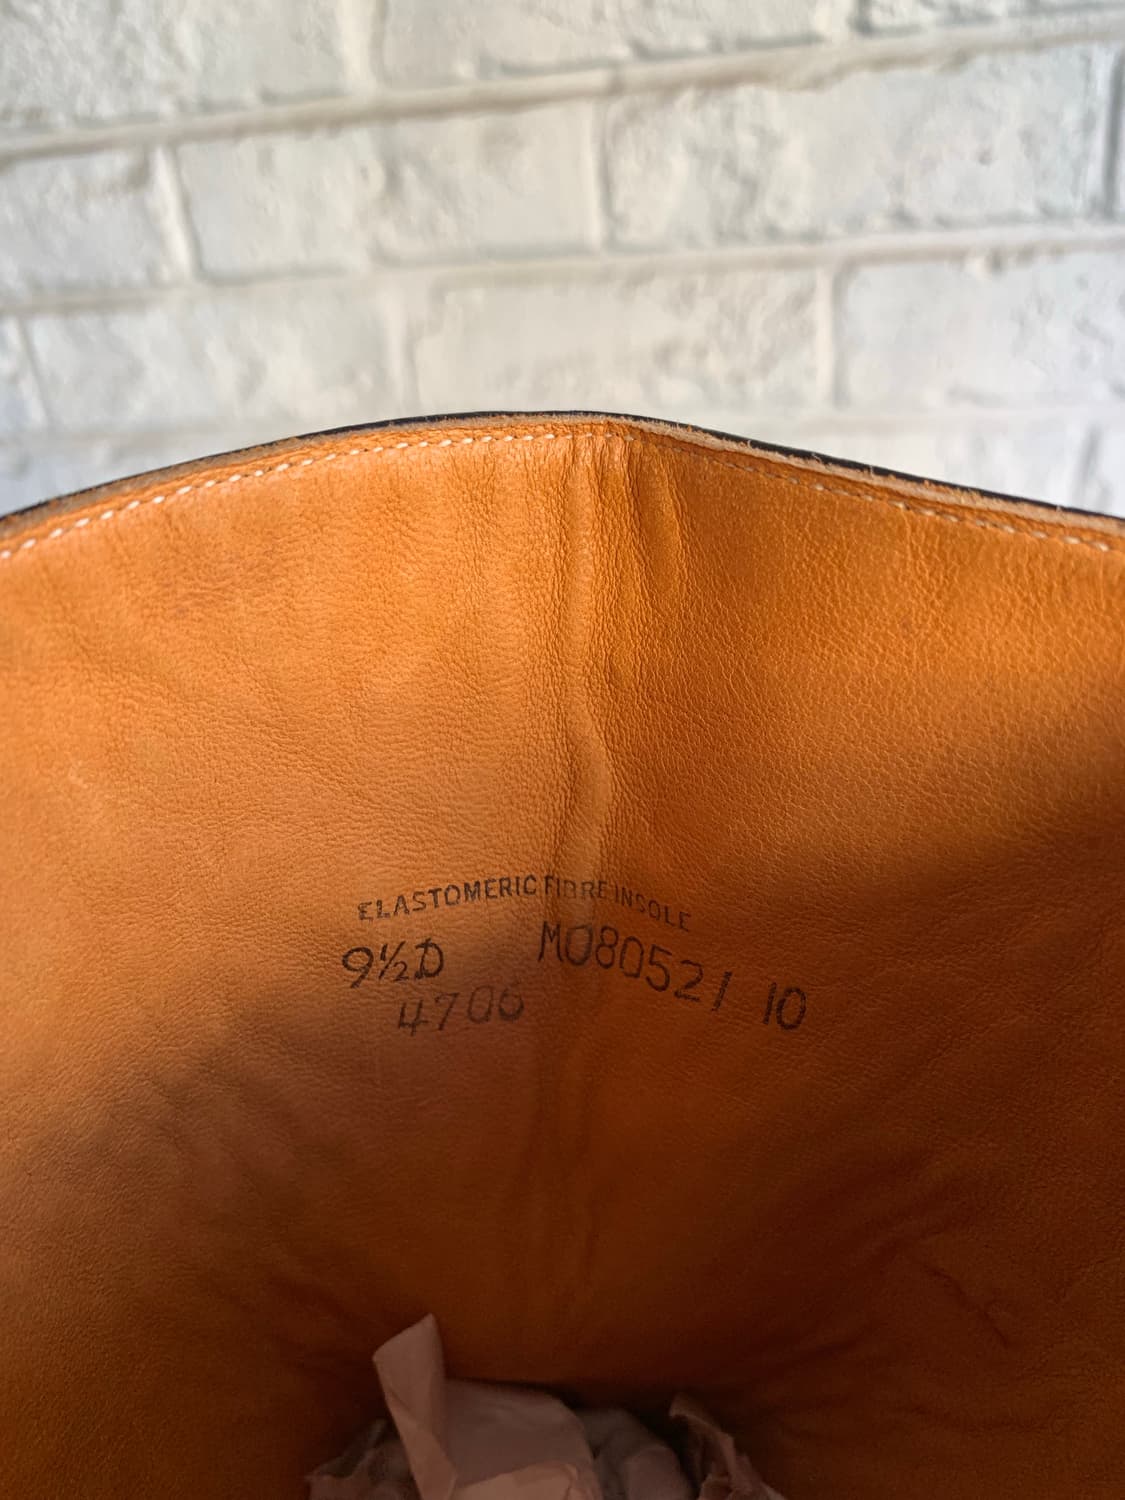 ELASTOMERIC FIBRE INSOLE
9½D M080521 10
4706